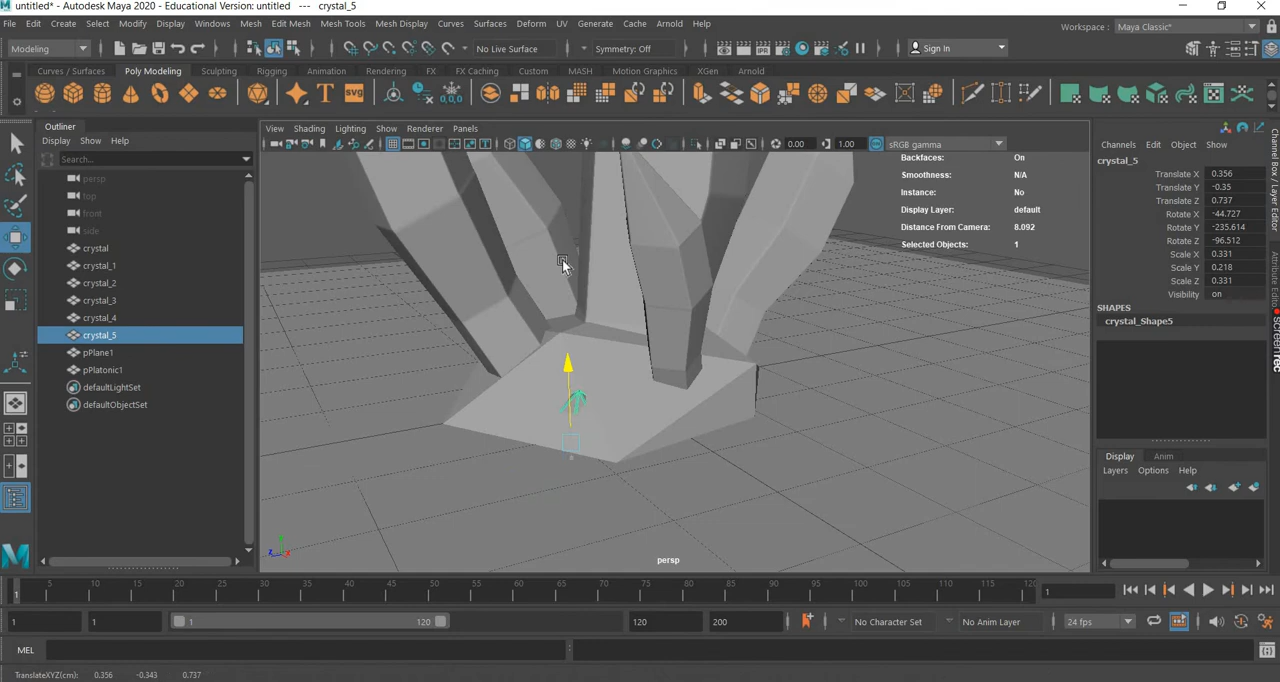 untitled* - Autodesk Maya 2020 - Educational Version: untitled --- crystal_5
File Edit Create Select Modify Display Windows Mesh Edit Mesh Mesh Tools Mesh Display Curves Surfaces Deform UV Generate Cache Arnold Help
Workspace : Maya Classic*
Modeling No Live Surface Symmetry: Off Sign In
Curves / Surfaces Poly Modeling Sculpting Rigging Animation Rendering FX FX Caching Custom MASH Motion Graphics XGen Arnold
IPR
T SVG
Outliner
Display Show Help
Search...
persp
top
front
side
crystal
crystal_1
crystal_2
crystal_3
crystal_4
crystal_5
pPlane1
pPlatonic1
defaultLightSet
defaultObjectSet
View Shading Lighting Show Renderer Panels
0.00 1.00 sRGB gamma
Backfaces: On
Smoothness: N/A
Instance: No
Display Layer: default
Distance From Camera: 8.092
Selected Objects: 1
persp
Channels Edit Object Show
crystal_5
Translate X 0.356
Translate Y -0.35
Translate Z 0.737
Rotate X -44.727
Rotate Y -235.614
Rotate Z -96.512
Scale X 0.331
Scale Y 0.218
Scale Z 0.331
Visibility on
SHAPES
crystal_Shape5
Display Anim
Layers Options Help
Channel Box / Layer Editor
Attribute Editor
5 10 15 20 25 30 35 40 45 50 55 60 65 70 75 80 85 90 95 100 105 110 115 120
1 1
1 1 1 120 120 200 No Character Set No Anim Layer 24 fps
MEL
TranslateXYZ(cm): 0.356 -0.343 0.737